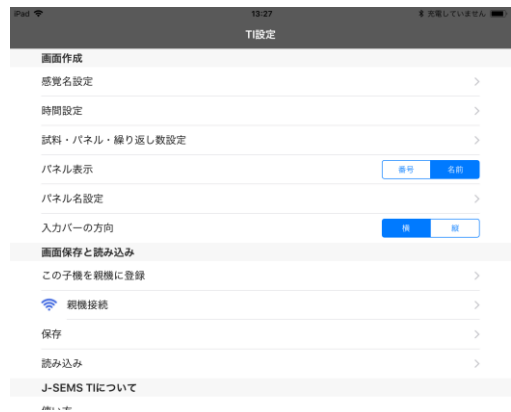 iPad 13:27 充電していません
TI設定
画面作成
感覚名設定
時間設定
試料・パネル・繰り返し数設定
パネル表示 番号 名前
パネル名設定
入力バーの方向 横 縦
画面保存と読み込み
この子機を親機に登録
親機接続
保存
読み込み
J-SEMS TIについて
使い方